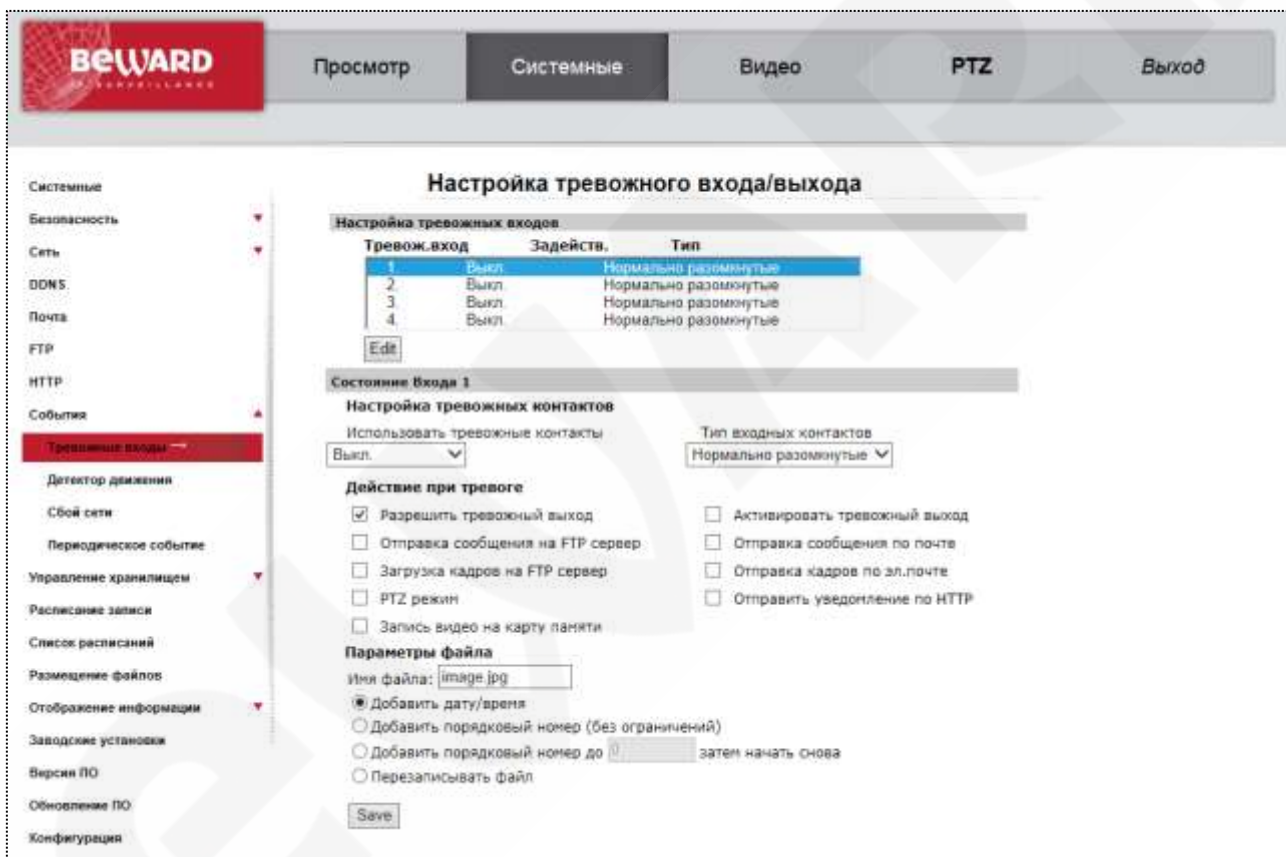 BEWARD
Просмотр Системные Видео PTZ Выход
Системные
Безопасность
Сеть
DDNS
Почта
FTP
HTTP
События
Тревожные входы
Детектор движения
Сбой сети
Периодическое событие
Управление хранилищем
Расписание записи
Список расписаний
Размещение файлов
Отображение информации
Заводские установки
Версия ПО
Обновление ПО
Конфигурация
Настройка тревожного входа/выхода
Настройка тревожных входов
Тревож.вход Задейств. Тип
1. Выкл. Нормально разомкнутые
2. Выкл. Нормально разомкнутые
3. Выкл. Нормально разомкнутые
4. Выкл. Нормально разомкнутые
Edit
Состояние Входа 1
Настройка тревожных контактов
Использовать тревожные контакты Тип входных контактов
Выкл. Нормально разомкнутые
Действие при тревоге
Разрешить тревожный выход Активировать тревожный выход
Отправка сообщения на FTP сервер Отправка сообщения по почте
Загрузка кадров на FTP сервер Отправка кадров по эл.почте
PTZ режим Отправить уведомление по HTTP
Запись видео на карту памяти
Параметры файла
Имя файла: image.jpg
Добавить дату/время
Добавить порядковый номер (без ограничений)
Добавить порядковый номер до 0 затем начать снова
Перезаписывать файл
Save